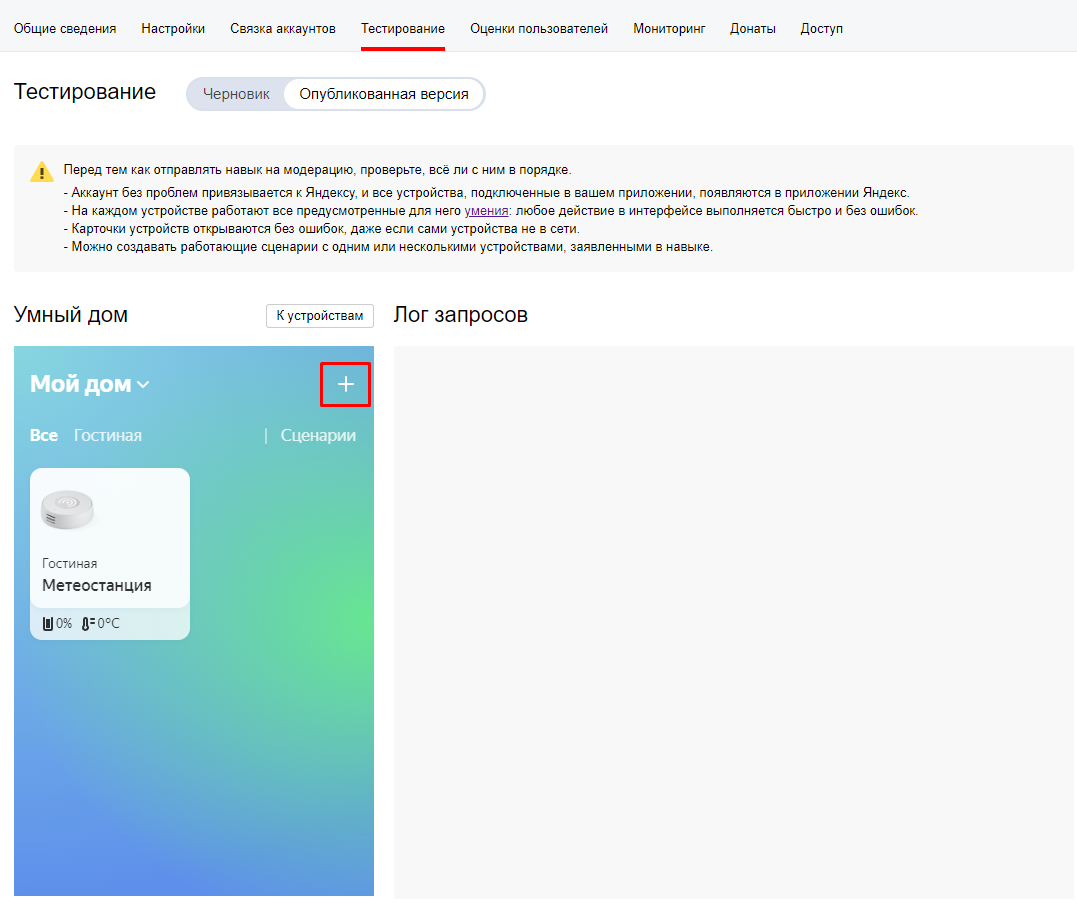 Общие сведения Настройки Связка аккаунтов Тестирование Оценки пользователей Мониторинг Донаты Доступ
Тестирование Черновик Опубликованная версия
Перед тем как отправлять навык на модерацию, проверьте, всё ли с ним в порядке.
- Аккаунт без проблем привязывается к Яндексу, и все устройства, подключенные в вашем приложении, появляются в приложении Яндекс.
- На каждом устройстве работают все предусмотренные для него умения: любое действие в интерфейсе выполняется быстро и без ошибок.
- Карточки устройств открываются без ошибок, даже если сами устройства не в сети.
- Можно создавать работающие сценарии с одним или несколькими устройствами, заявленными в навыке.
Умный дом К устройствам Лог запросов
Мой дом +
Все Гостиная | Сценарии
Гостиная
Метеостанция
0% 0°C